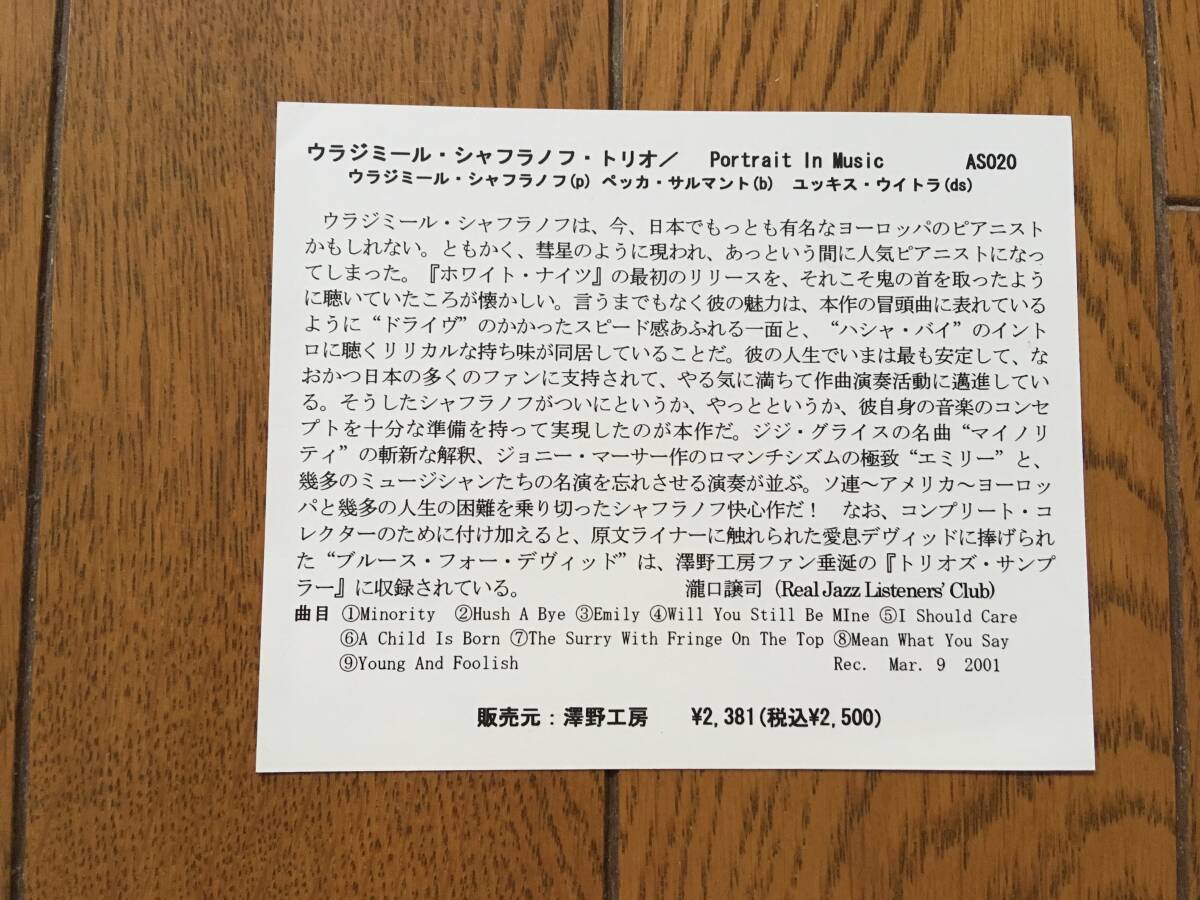 ウラジミール・シャフラノフ・トリオ／ Portrait In Music AS020
ウラジミール・シャフラノフ(p) ペッカ・サルマント(b) ユッキス・ウイトラ(ds)
ウラジミール・シャフラノフは、今、日本でもっとも有名なヨーロッパのピアニスト
かもしれない。ともかく、彗星のように現われ、あっという間に人気ピアニストになっ
てしまった。『ホワイト・ナイツ』の最初のリリースを、それこそ鬼の首を取ったよう
に聴いていたころが懐かしい。言うまでもなく彼の魅力は、本作の冒頭曲に表れている
ように“ドライヴ”のかかったスピード感あふれる一面と、“ハシャ・バイ”のイント
ロに聴くリリカルな持ち味が同居していることだ。彼の人生でいまは最も安定して、な
おかつ日本の多くのファンに支持されて、やる気に満ちて作曲演奏活動に邁進してい
る。そうしたシャフラノフがついにというか、やっとというか、彼自身の音楽のコンセ
プトを十分な準備を持って実現したのが本作だ。ジジ・グライスの名曲“マイノリ
ティ”の斬新な解釈、ジョニー・マーサー作のロマンチシズムの極致“エミリー”と、
幾多のミュージシャンたちの名演を忘れさせる演奏が並ぶ。ソ連～アメリカ～ヨーロッ
パと幾多の人生の困難を乗り切ったシャフラノフ快心作だ！ なお、コンプリート・コ
レクターのために付け加えると、原文ライナーに触れられた愛息デヴィッドに捧げられ
た“ブルース・フォー・デヴィッド”は、澤野工房ファン垂涎の『トリオズ・サンプ
ラー』に収録されている。 瀧口譲司 (Real Jazz Listeners' Club)
曲目 ①Minority ②Hush A Bye ③Emily ④Will You Still Be MIne ⑤I Should Care
⑥A Child Is Born ⑦The Surry With Fringe On The Top ⑧Mean What You Say
⑨Young And Foolish Rec. Mar. 9 2001
販売元：澤野工房 ¥2,381(税込¥2,500)